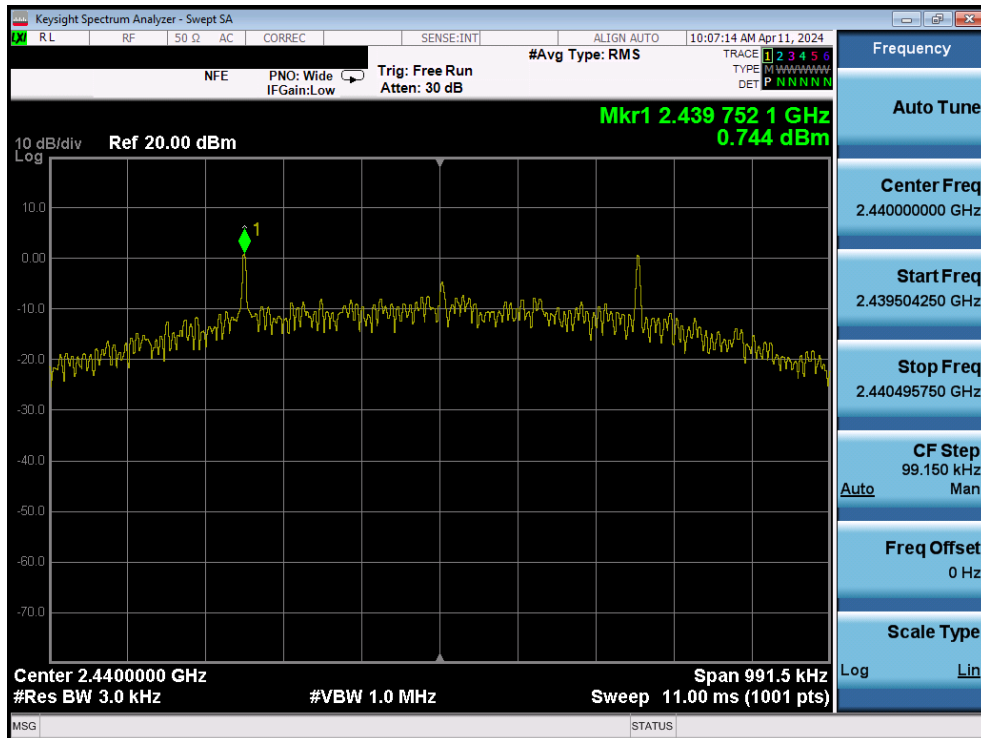 Keysight Spectrum Analyzer - Swept SA
LXI RL RF 50 Ω AC CORREC SENSE:INT ALIGN AUTO 10:07:14 AM Apr 11, 2024
#Avg Type: RMS TRACE 1 2 3 4 5 6
NFE PNO: Wide Trig: Free Run TYPE M W W W W W
IFGain:Low Atten: 30 dB DET P N N N N N
Mkr1 2.439 752 1 GHz
0.744 dBm
10 dB/div Ref 20.00 dBm
Log
1
10.0
0.00
-10.0
-20.0
-30.0
-40.0
-50.0
-60.0
-70.0
Center 2.4400000 GHz Span 991.5 kHz
#Res BW 3.0 kHz #VBW 1.0 MHz Sweep 11.00 ms (1001 pts)
MSG STATUS
Frequency
Auto Tune
Center Freq
2.440000000 GHz
Start Freq
2.439504250 GHz
Stop Freq
2.440495750 GHz
CF Step
99.150 kHz
Auto Man
Freq Offset
0 Hz
Scale Type
Log Lin